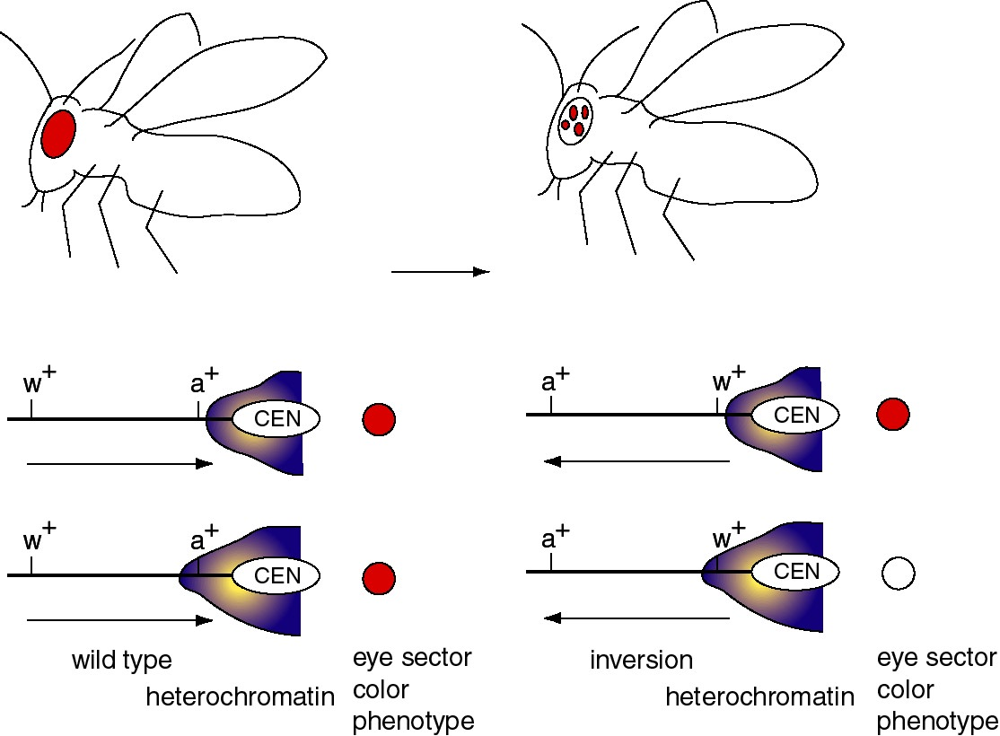 w+ a+
CEN
a+ w+
CEN
w+ a+
CEN
a+ w+
CEN
wild type
heterochromatin
eye sector
color
phenotype
inversion
heterochromatin
eye sector
color
phenotype